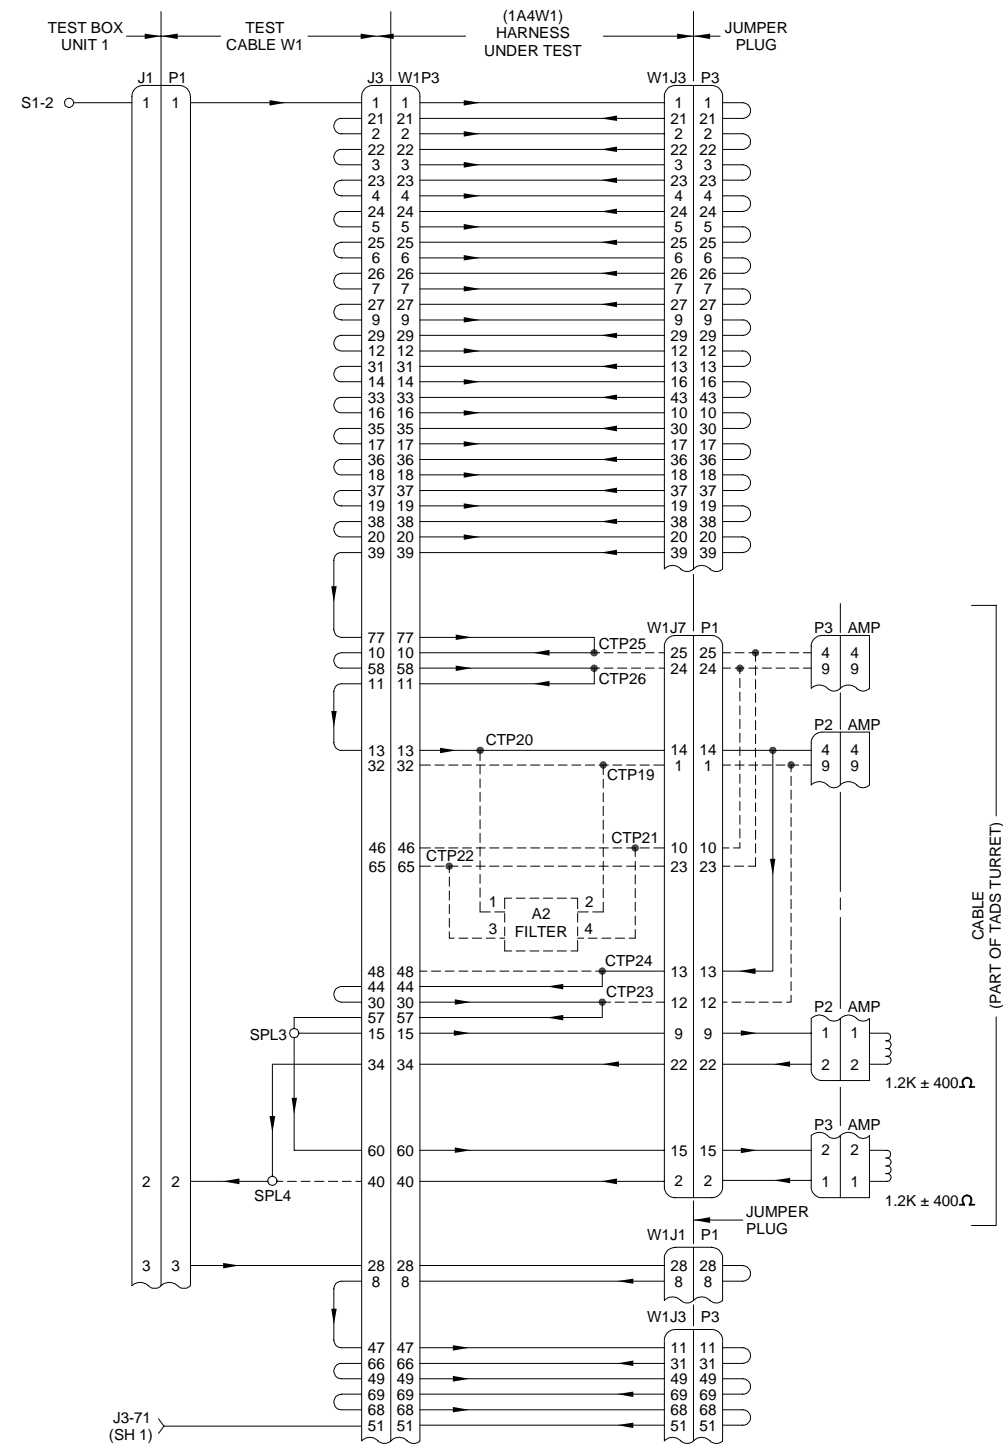 TEST BOX
UNIT 1
TEST
CABLE W1
(1A4W1)
HARNESS
UNDER TEST
JUMPER
PLUG
J1 P1 J3 W1P3 W1J3 P3
S1-2 1 1 1 1 1 1
21 21 21 21
2 2 2 2
22 22 22 22
3 3 3 3
23 23 23 23
4 4 4 4
24 24 24 24
5 5 5 5
25 25 25 25
6 6 6 6
26 26 26 26
7 7 7 7
27 27 27 27
9 9 9 9
29 29 29 29
12 12 12 12
31 31 13 13
14 14 16 16
33 33 43 43
16 16 10 10
35 35 30 30
17 17 17 17
36 36 36 36
18 18 18 18
37 37 37 37
19 19 19 19
38 38 38 38
20 20 20 20
39 39 39 39
W1J7 P1 P3 AMP
77 77
CTP25
10 10 25 25 4 4
58 58 24 24 9 9
CTP26
11 11
P2 AMP
CTP20
13 13 14 14 4 4
32 32 1 1 9 9
CTP19
CTP21
46 46 10 10
CTP22
65 65 23 23
1 2
A2
FILTER
3 4
CTP24
48 48 13 13
44 44
CTP23
30 30 12 12
57 57
P2 AMP
SPL3
15 15 9 9 1 1
34 34 22 22 2 2
1.2K ± 400Ω
P3 AMP
60 60 15 15 2 2
2 2 40 40 2 2 1 1
SPL4
1.2K ± 400Ω
CABLE
(PART OF TADS TURRET)
JUMPER
PLUG
W1J1 P1
3 3 28 28 28 28
8 8 8 8
W1J3 P3
47 47 11 11
66 66 31 31
49 49 49 49
69 69 69 69
68 68 68 68
J3-71
(SH 1)
51 51 51 51